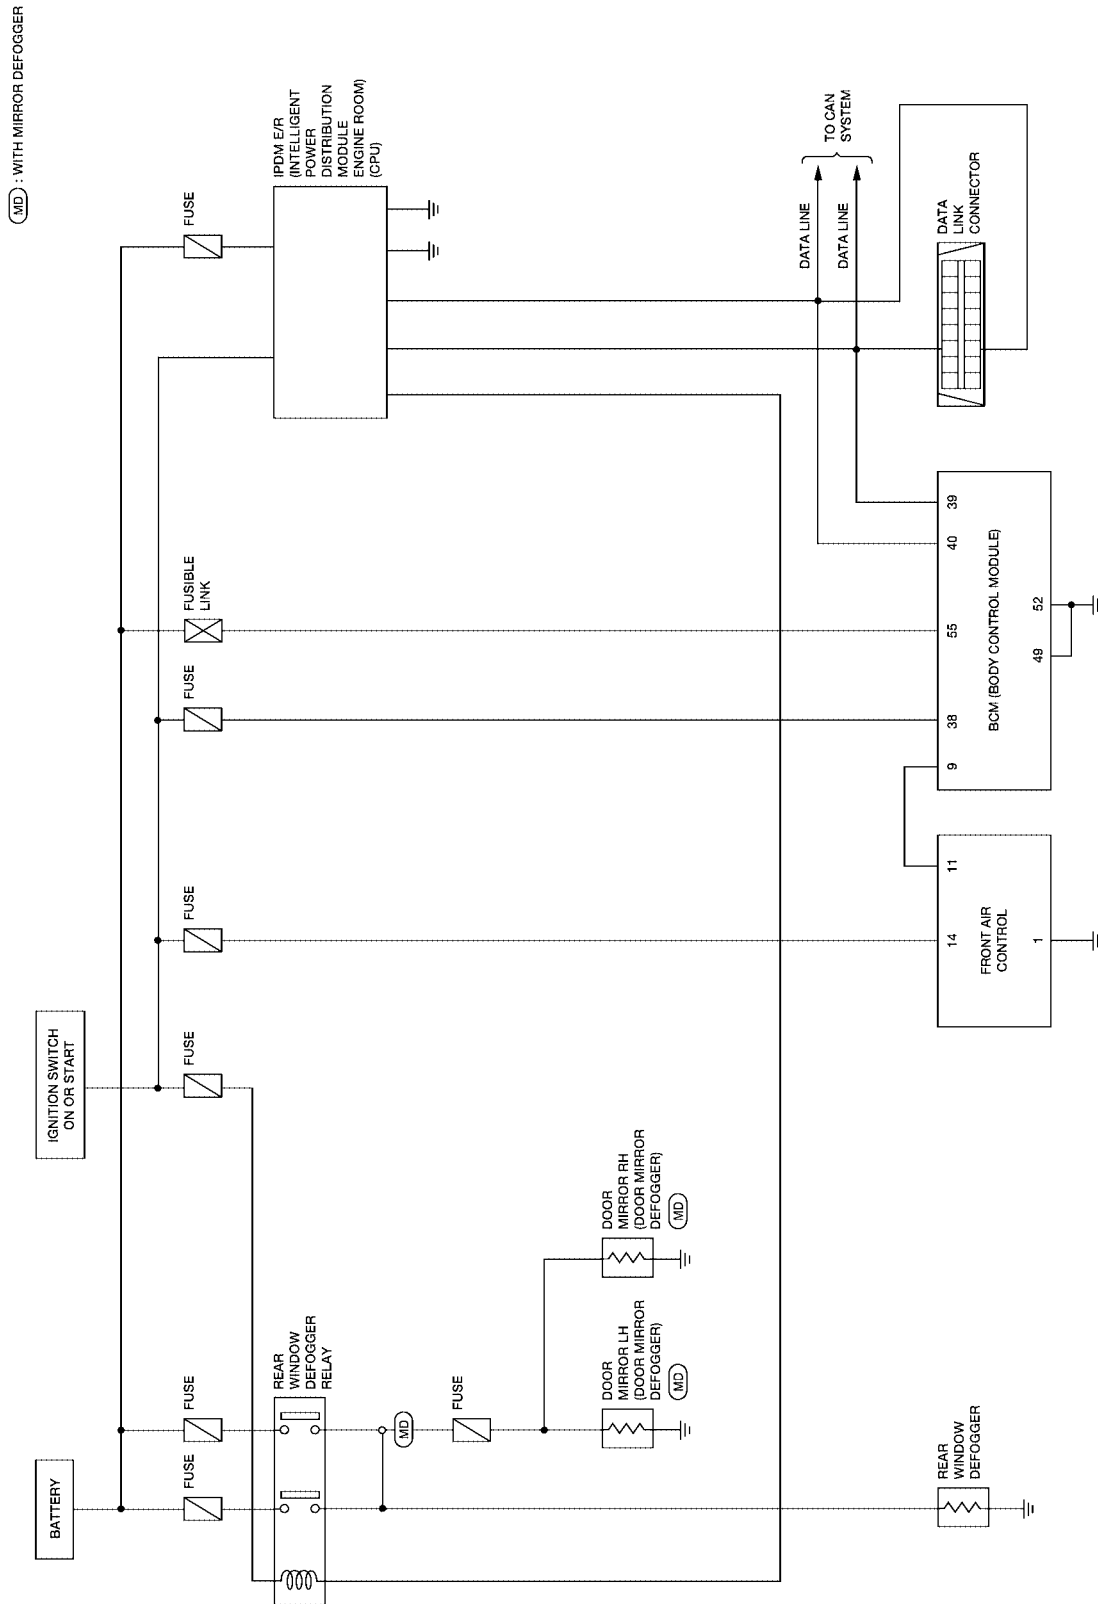 MD : WITH MIRROR DEFOGGER
BATTERY
IGNITION SWITCH
ON OR START
FUSE
FUSE
FUSE
FUSE
FUSE
FUSIBLE
LINK
FUSE
REAR
WINDOW
DEFOGGER
RELAY
IPDM E/R
(INTELLIGENT
POWER
DISTRIBUTION
MODULE
ENGINE ROOM)
(CPU)
MD
FUSE
DOOR
MIRROR LH
(DOOR MIRROR
DEFOGGER)
MD
DOOR
MIRROR RH
(DOOR MIRROR
DEFOGGER)
MD
DATA LINE
DATA LINE
TO CAN
SYSTEM
REAR
WINDOW
DEFOGGER
14
11
FRONT AIR
CONTROL
1
9
38
55
40
39
BCM (BODY CONTROL MODULE)
49
52
DATA
LINK
CONNECTOR